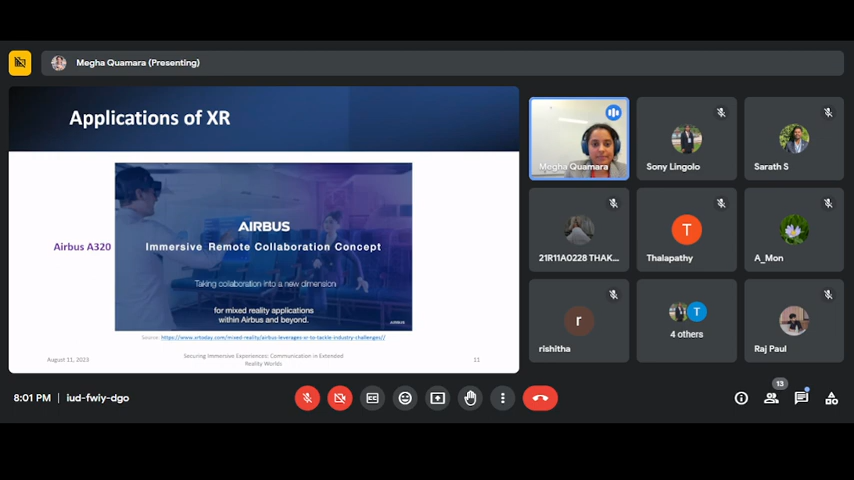 Megha Quamara (Presenting)
Applications of XR
Airbus A320
AIRBUS
Immersive Remote Collaboration Concept
Taking collaboration into a new dimension
for mixed reality applications
within Airbus and beyond.
AIRBUS
Source: https://www.xrtoday.com/mixed-reality/airbus-leverages-xr-to-tackle-industry-challenges//
August 11, 2023
Securing Immersive Experiences: Communication in Extended
Reality Worlds
11
Megha Quamara
Sony Lingolo
Sarath S
21R11A0228 THAK...
T
Thalapathy
A_Mon
r
rishitha
T
4 others
Raj Paul
8:01 PM | iud-fwiy-dgo
CC
13